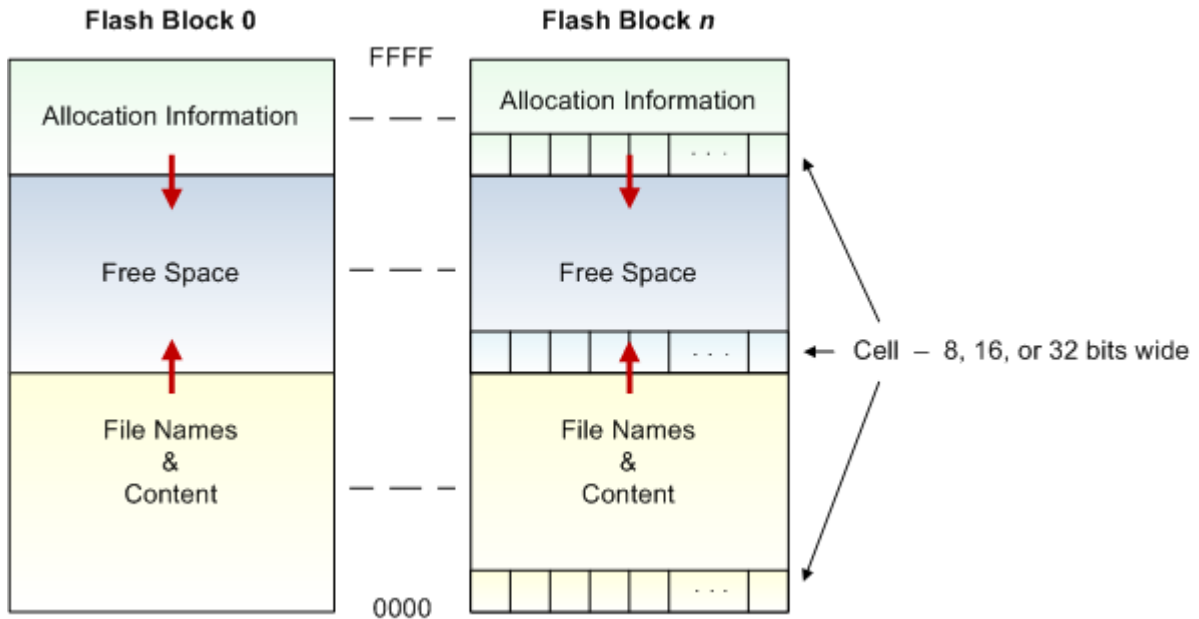 Flash Block 0
Flash Block n
FFFF
Allocation Information
Allocation Information
. . .
Free Space
Free Space
. . .
Cell – 8, 16, or 32 bits wide
File Names
&
Content
File Names
&
Content
. . .
0000